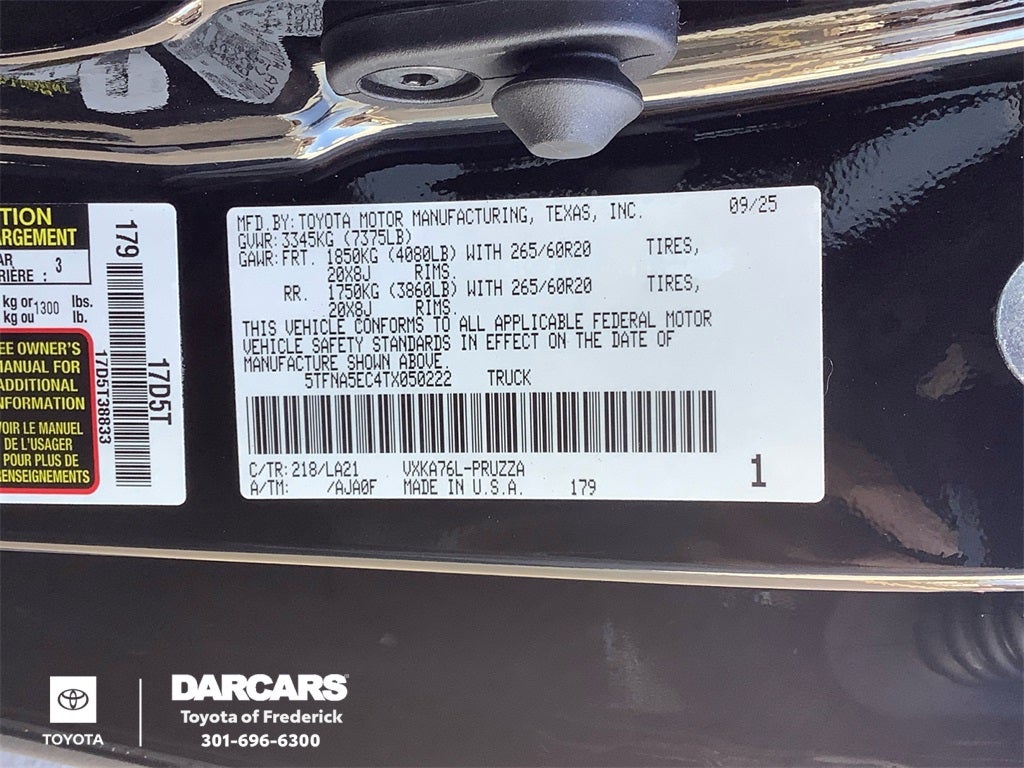 MFD.BY:TOYOTA MOTOR MANUFACTURING, TEXAS, INC. 09/25
GVWR:3345KG (7375LB)
GAWR:FRT. 1850KG (4080LB) WITH 265/60R20 TIRES,
20X8J RIMS.
RR. 1750KG (3860LB) WITH 265/60R20 TIRES,
20X8J RIMS.
THIS VEHICLE CONFORMS TO ALL APPLICABLE FEDERAL MOTOR
VEHICLE SAFETY STANDARDS IN EFFECT ON THE DATE OF
MANUFACTURE SHOWN ABOVE.
5TFNA5EC4TX050222 TRUCK
C/TR:218/LA21 VXKA76L-PRUZZA
A/TM: /AJA0F MADE IN U.S.A. 179
1
TION
ARGEMENT
AR
RIÈRE : 3
kg or 1300 lbs.
kg ou lb.
EE OWNER'S
MANUAL FOR
ADDITIONAL
INFORMATION
VOIR LE MANUEL
DE L'USAGER
POUR PLUS DE
RENSEIGNEMENTS
17D5T38833
179
17D5T
TOYOTA
DARCARS
Toyota of Frederick
301-696-6300